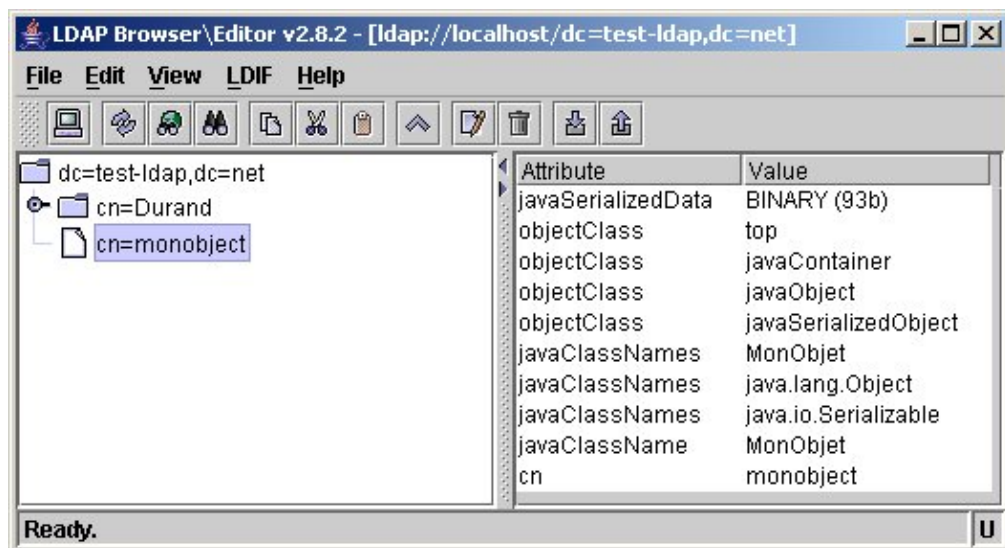 LDAP Browser\Editor v2.8.2 - [ldap://localhost/dc=test-ldap,dc=net]
File Edit View LDIF Help
dc=test-ldap,dc=net
cn=Durand
cn=monobject
Attribute Value
javaSerializedData BINARY (93b)
objectClass top
objectClass javaContainer
objectClass javaObject
objectClass javaSerializedObject
javaClassNames MonObjet
javaClassNames java.lang.Object
javaClassNames java.io.Serializable
javaClassName MonObjet
cn monobject
Ready. U